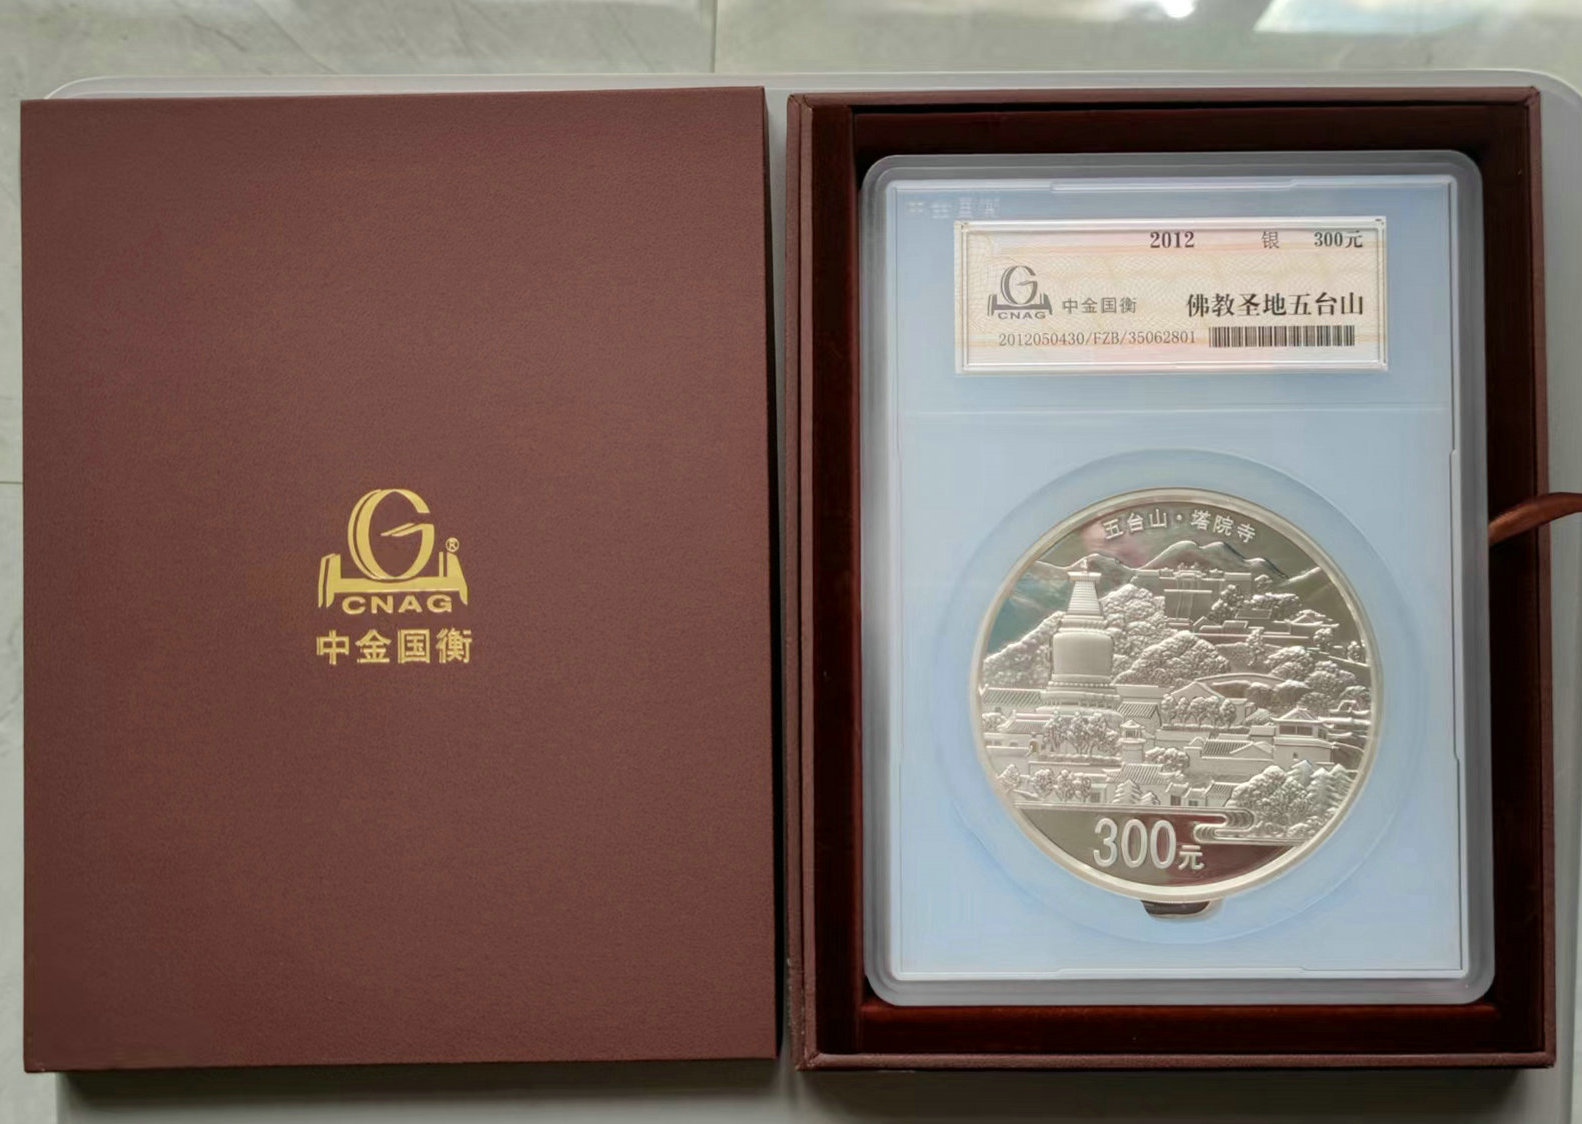 G®
CNAG
中金国衡
2012 银 300元
G
CNAG
中金国衡 佛教圣地五台山
2012050430/FZB/35062801
五台山·塔院寺
300元